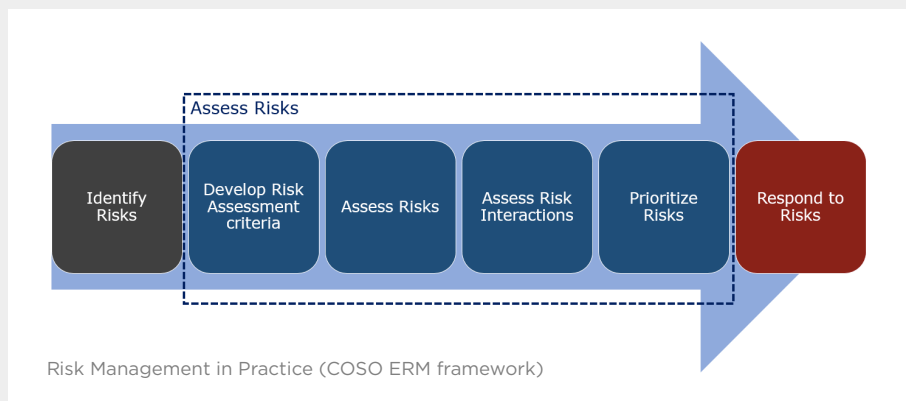 Assess Risks
Identify
Risks
Develop Risk
Assessment
criteria
Assess Risks
Assess Risk
Interactions
Prioritize
Risks
Respond to
Risks
Risk Management in Practice (COSO ERM framework)